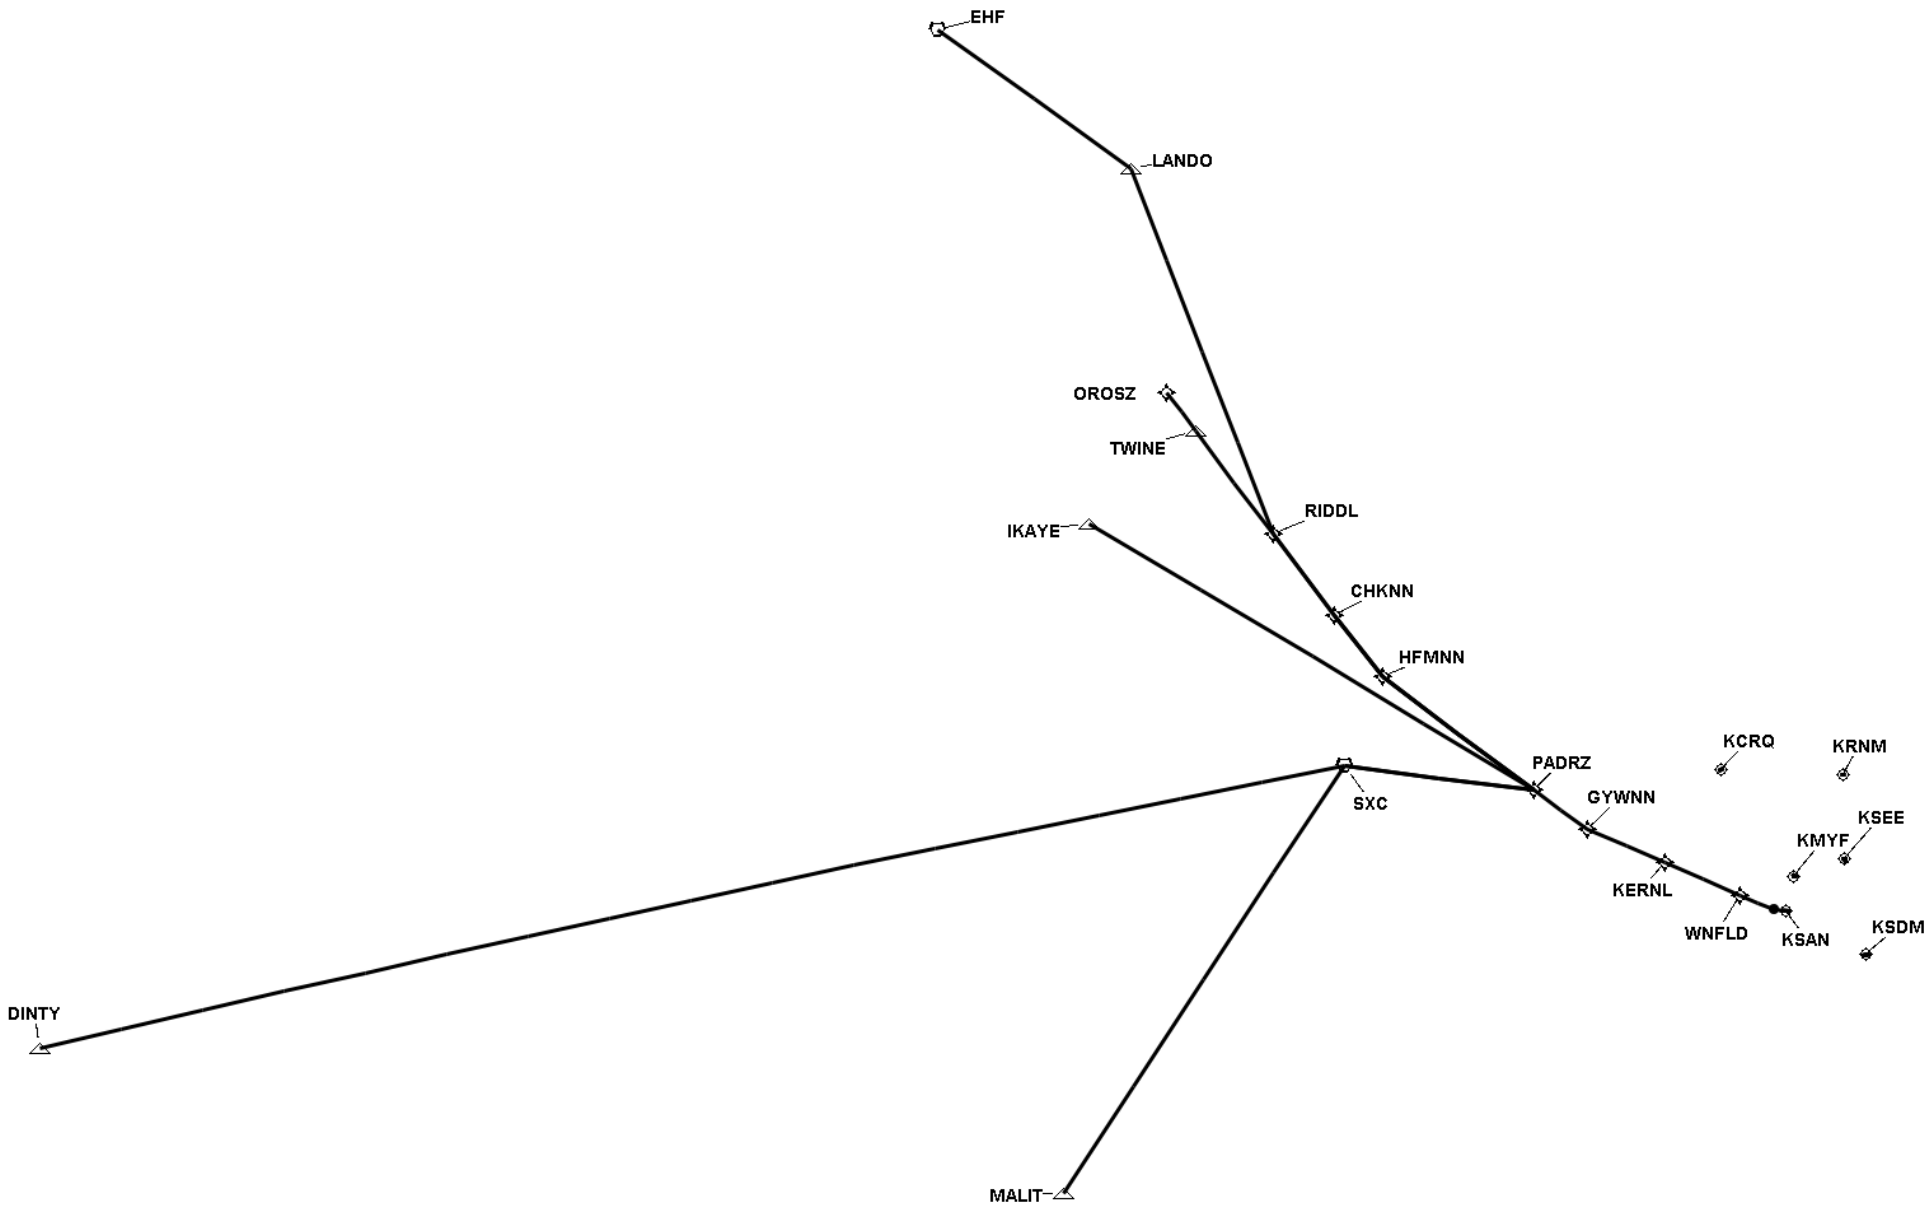 EHF
LANDO
OROSZ
TWINE
RIDDL
IKAYE
CHKNN
HFMNN
KCRQ
KRNM
PADRZ
SXC
GYWNN
KSEE
KMYF
KERNL
KSDM
WNFLD
KSAN
DINTY
MALIT